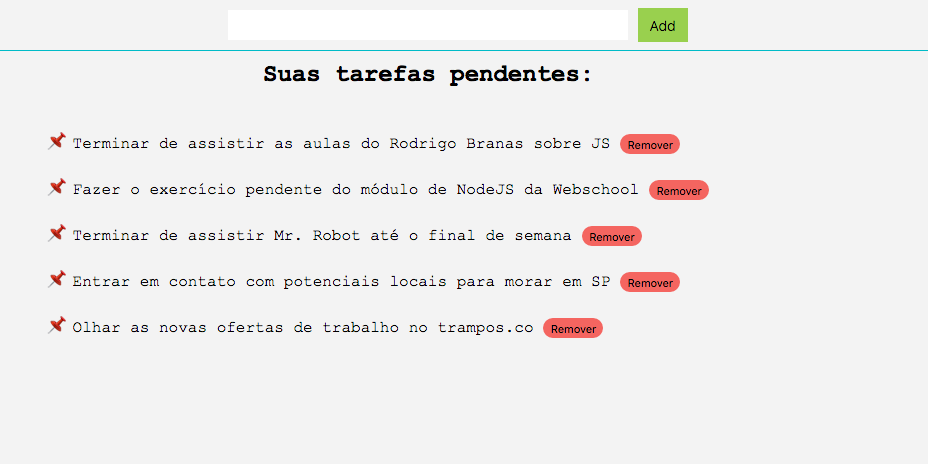 Add
Suas tarefas pendentes:
Terminar de assistir as aulas do Rodrigo Branas sobre JS Remover
Fazer o exercício pendente do módulo de NodeJS da Webschool Remover
Terminar de assistir Mr. Robot até o final de semana Remover
Entrar em contato com potenciais locais para morar em SP Remover
Olhar as novas ofertas de trabalho no trampos.co Remover